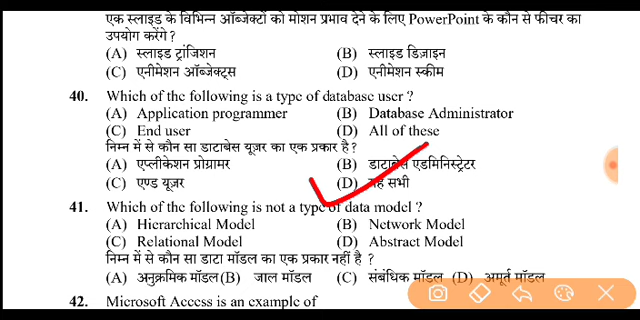 एक स्लाइड के विभिन्न ऑब्जेक्टों को मोशन प्रभाव देने के लिए PowerPoint के कौन से फीचर का
उपयोग करेंगे ?
(A) स्लाइड ट्रांजिशन (B) स्लाइड डिज़ाइन
(C) एनीमेशन ऑब्जेक्ट्स (D) एनीमेशन स्कीम
40. Which of the following is a type of database user ?
(A) Application programmer (B) Database Administrator
(C) End user (D) All of these
निम्न में से कौन सा डाटाबेस यूज़र का एक प्रकार है ?
(A) एप्लीकेशन प्रोग्रामर (B) डाटाबेस एडमिनिस्ट्रेटर
(C) एण्ड यूज़र (D) यह सभी
41. Which of the following is not a type of data model ?
(A) Hierarchical Model (B) Network Model
(C) Relational Model (D) Abstract Model
निम्न में से कौन सा डाटा मॉडल का एक प्रकार नहीं है ?
(A) अनुक्रमिक मॉडल (B) जाल मॉडल (C) संबंधिक मॉडल (D) अमूर्त मॉडल
42. Microsoft Access is an example of